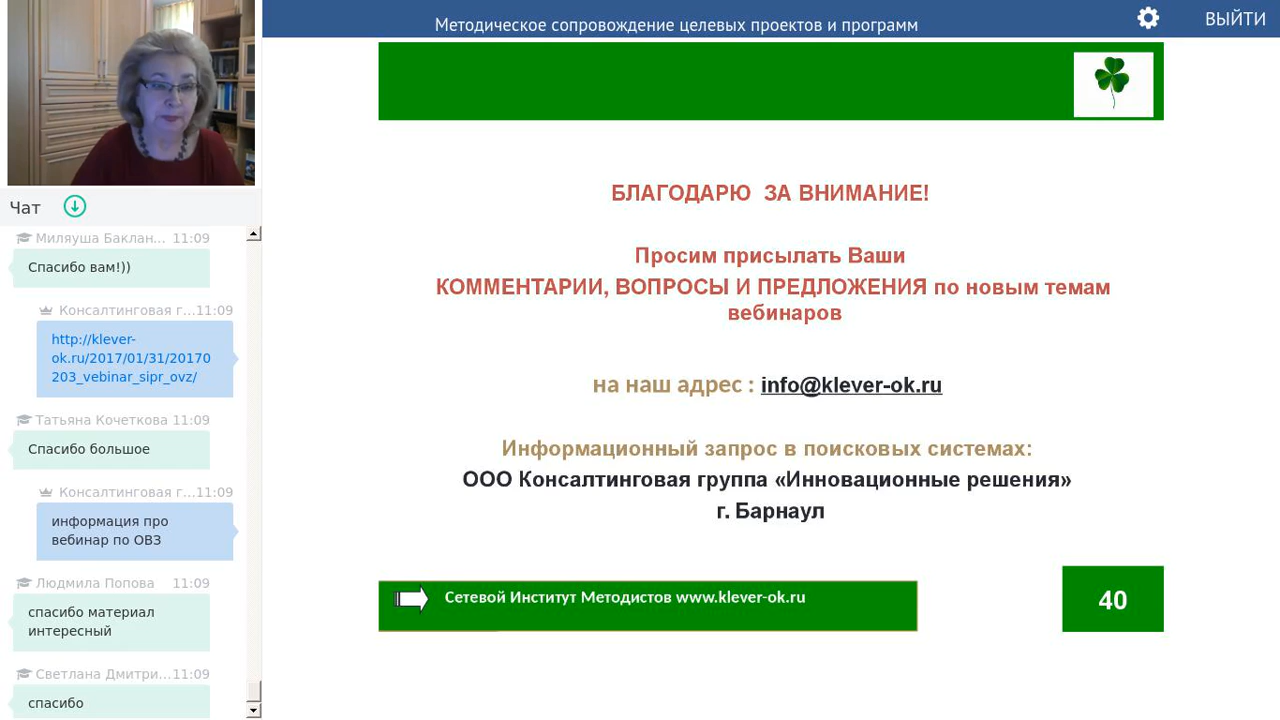 Методическое сопровождение целевых проектов и программ
ВЫЙТИ
Чат
Миляуша Баклан... 11:09
Спасибо вам!))
Консалтинговая г...11:09
http://klever-
ok.ru/2017/01/31/20170
203_vebinar_sipr_ovz/
Татьяна Кочеткова 11:09
Спасибо большое
Консалтинговая г...11:09
информация про
вебинар по ОВЗ
Людмила Попова 11:09
спасибо материал
интересный
Светлана Дмитри...11:09
спасибо
БЛАГОДАРЮ ЗА ВНИМАНИЕ!
Просим присылать Ваши
КОММЕНТАРИИ, ВОПРОСЫ И ПРЕДЛОЖЕНИЯ по новым темам
вебинаров
на наш адрес : info@klever-ok.ru
Информационный запрос в поисковых системах:
ООО Консалтинговая группа «Инновационные решения»
г. Барнаул
Сетевой Институт Методистов www.klever-ok.ru
40